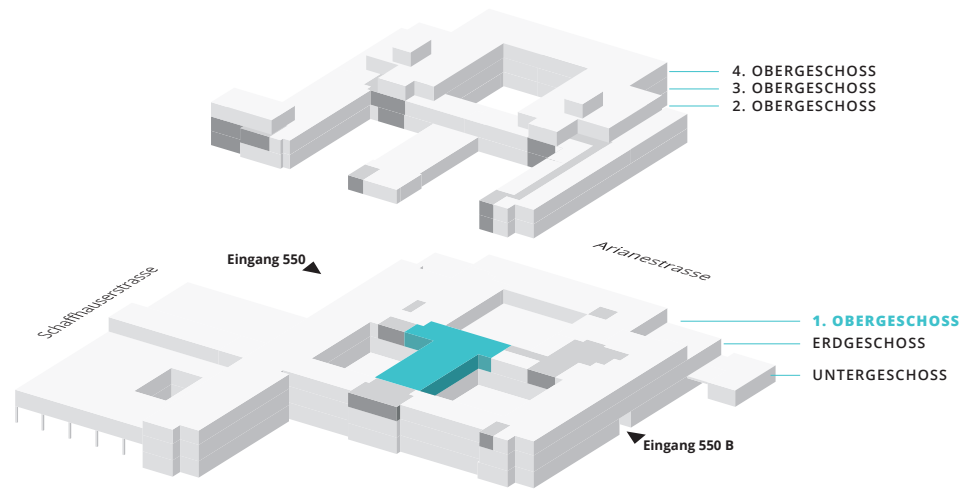 4. OBERGESCHOSS
3. OBERGESCHOSS
2. OBERGESCHOSS
Arianestrasse
Eingang 550
Schaffhauserstrasse
1. OBERGESCHOSS
ERDGESCHOSS
UNTERGESCHOSS
Eingang 550 B